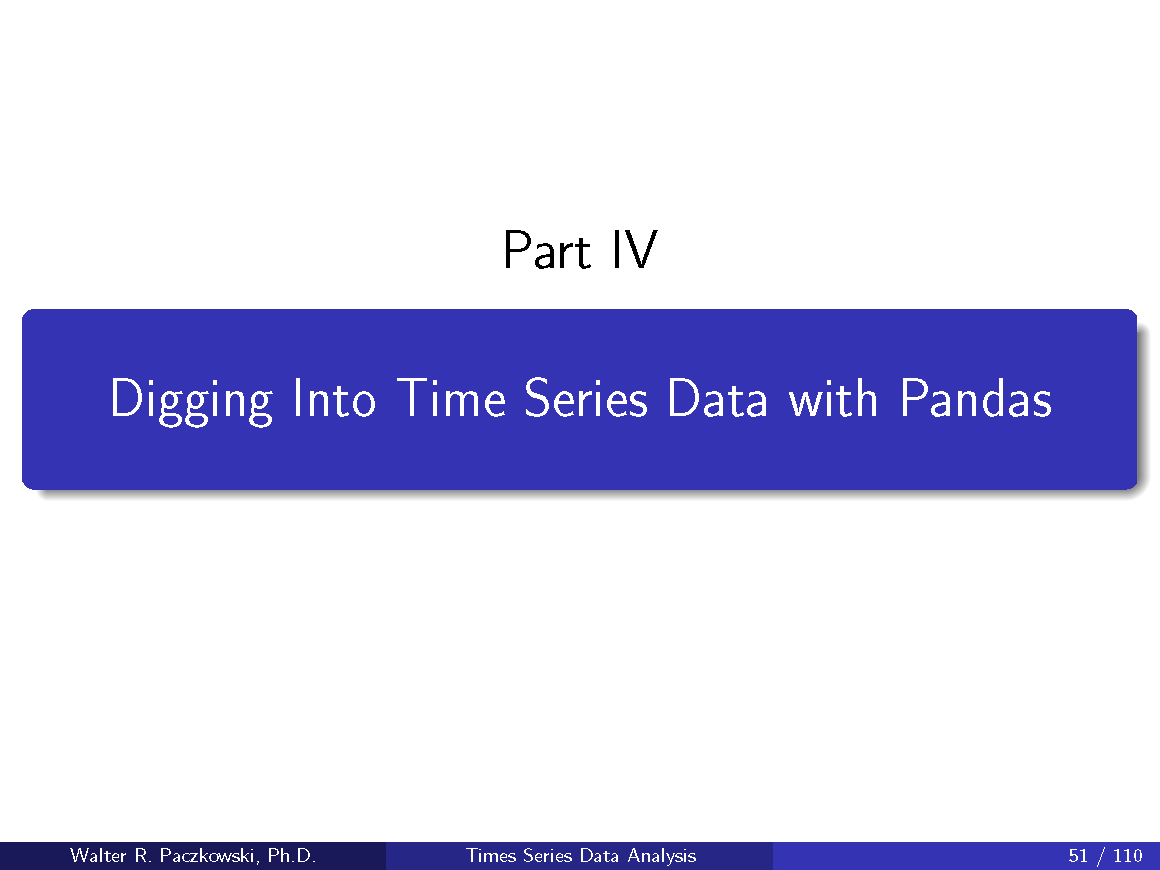 Part IV
Digging Into Time Series Data with Pandas
Walter R. Paczkowski, Ph.D.
Times Series Data Analysis
51 / 110